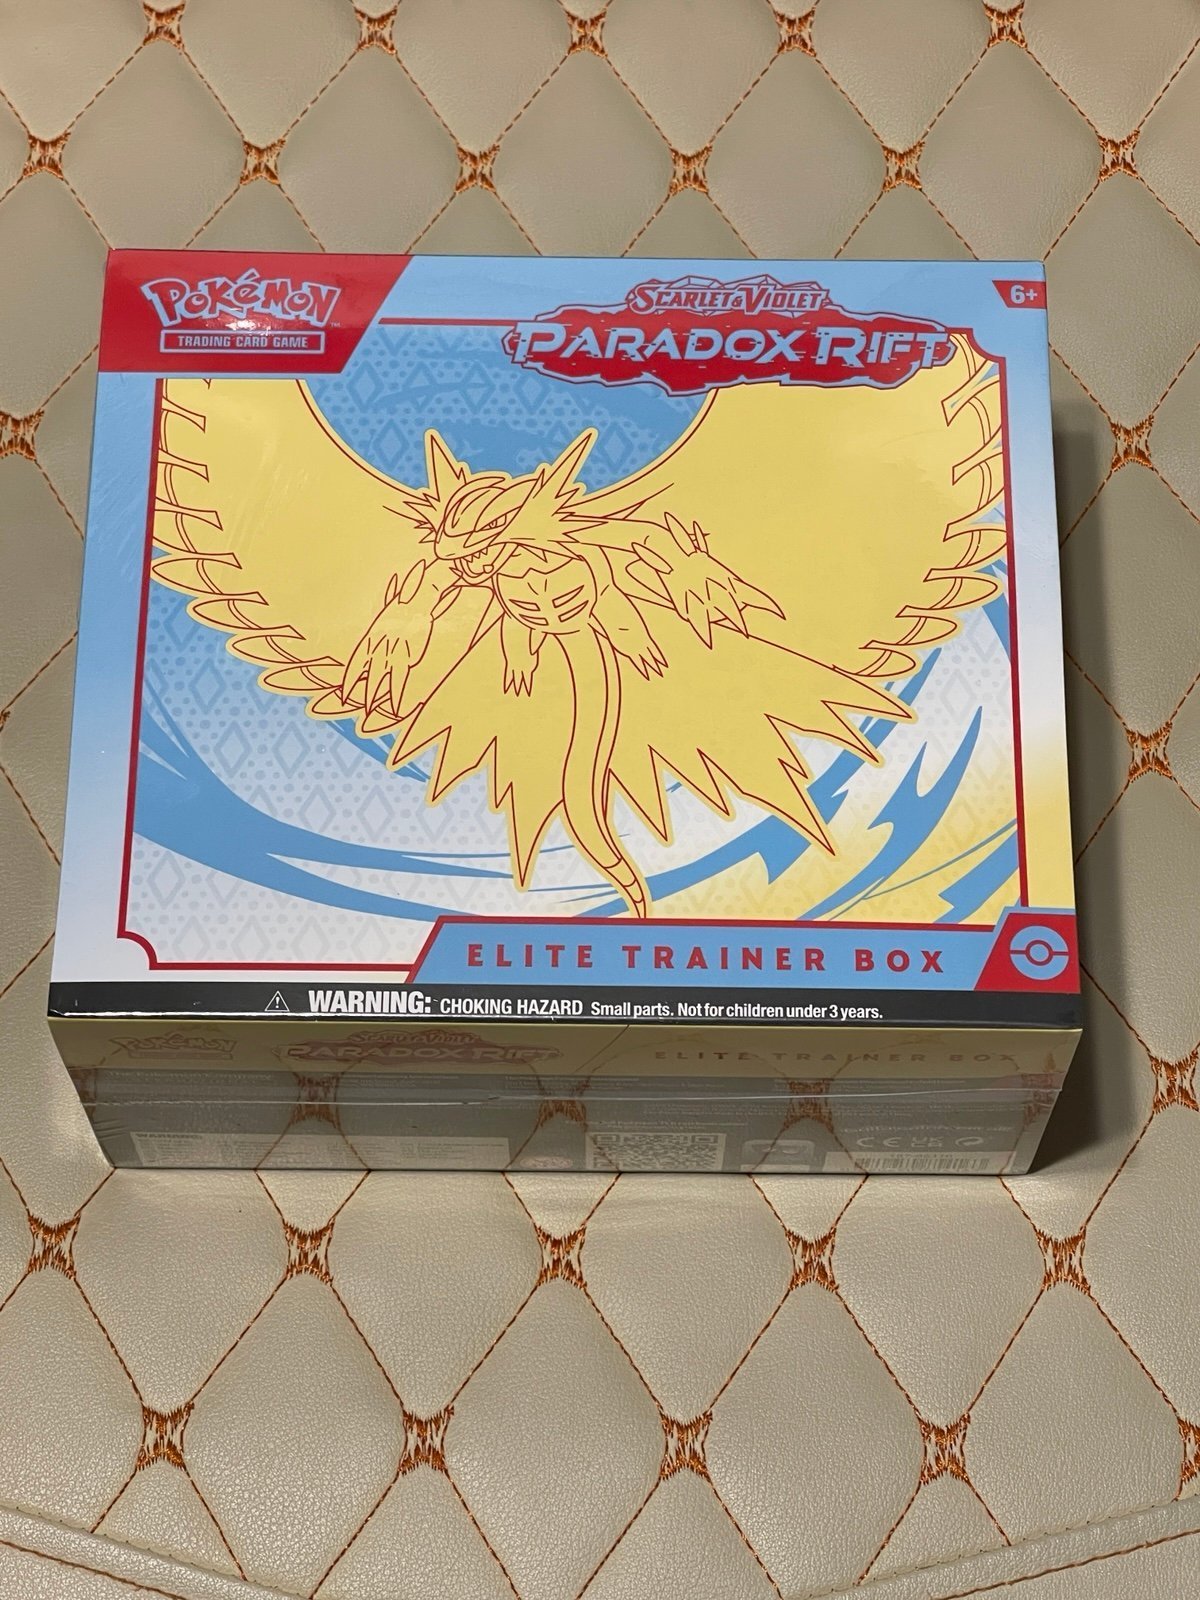 Pokémon
TRADING CARD GAME
SCARLET & VIOLET
PARADOX RIFT
6+
ELITE TRAINER BOX
WARNING: CHOKING HAZARD Small parts. Not for children under 3 years.
POKÉMON
SCARLET & VIOLET
PARADOX RIFT
ELITE TRAINER BOX
WARNING: